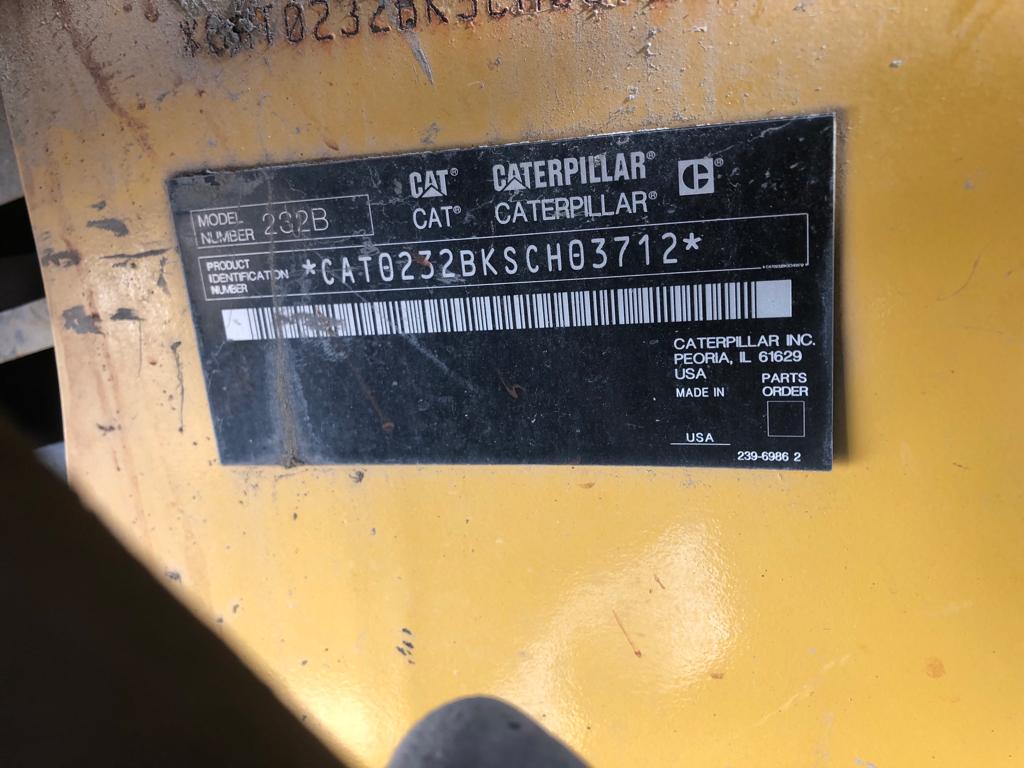 *CAT0232BKSCH03712
CAT® CATERPILLAR®
CAT® CATERPILLAR®
MODEL NUMBER 232B
PRODUCT IDENTIFICATION NUMBER *CAT0232BKSCH03712*
CATERPILLAR INC.
PEORIA, IL 61629
USA
MADE IN
USA
PARTS
ORDER
239-6986 2